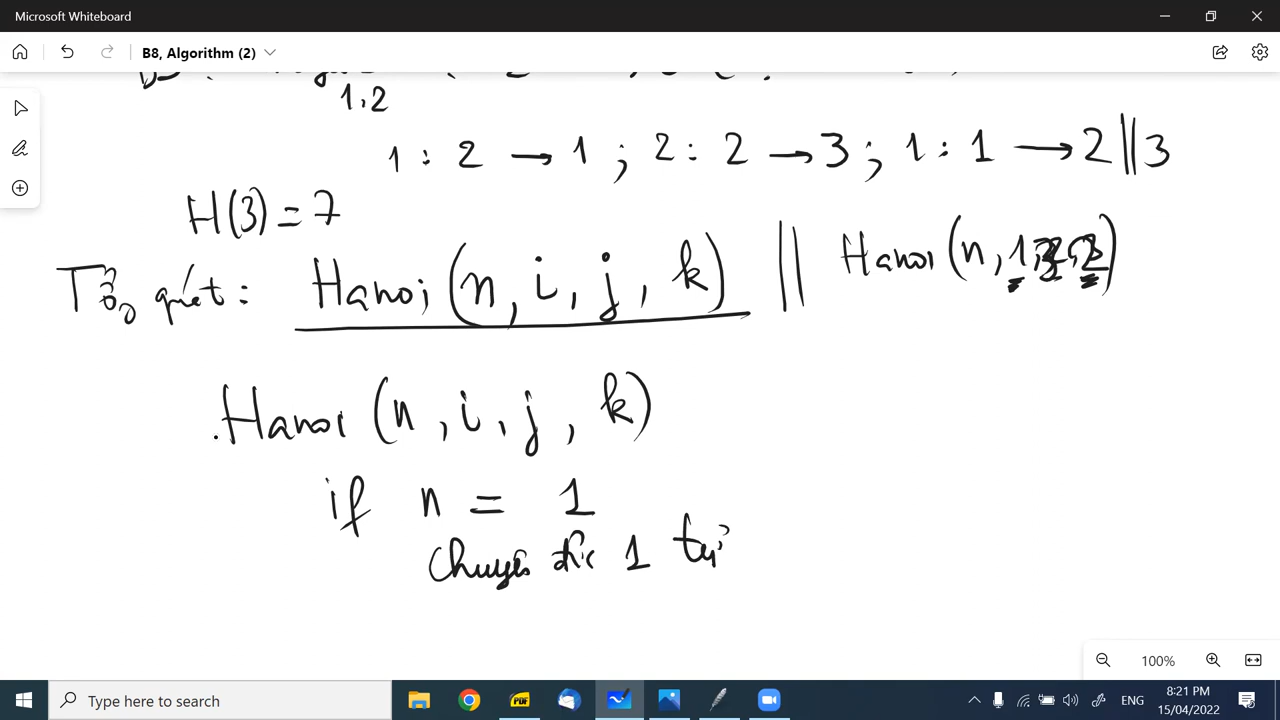 Microsoft Whiteboard
B8, Algorithm (2)
1,2
1 : 2 → 1 ; 2 : 2 → 3 ; 1 : 1 → 2 || 3
H(3) = 7
Tổng quát : Hanoi (n, i, j, k) || Hanoi (n, 1,
Hanoi (n, i, j, k)
if n = 1
Chuyển đĩa 1 từ
100%
Type here to search
ENG
8:21 PM
15/04/2022